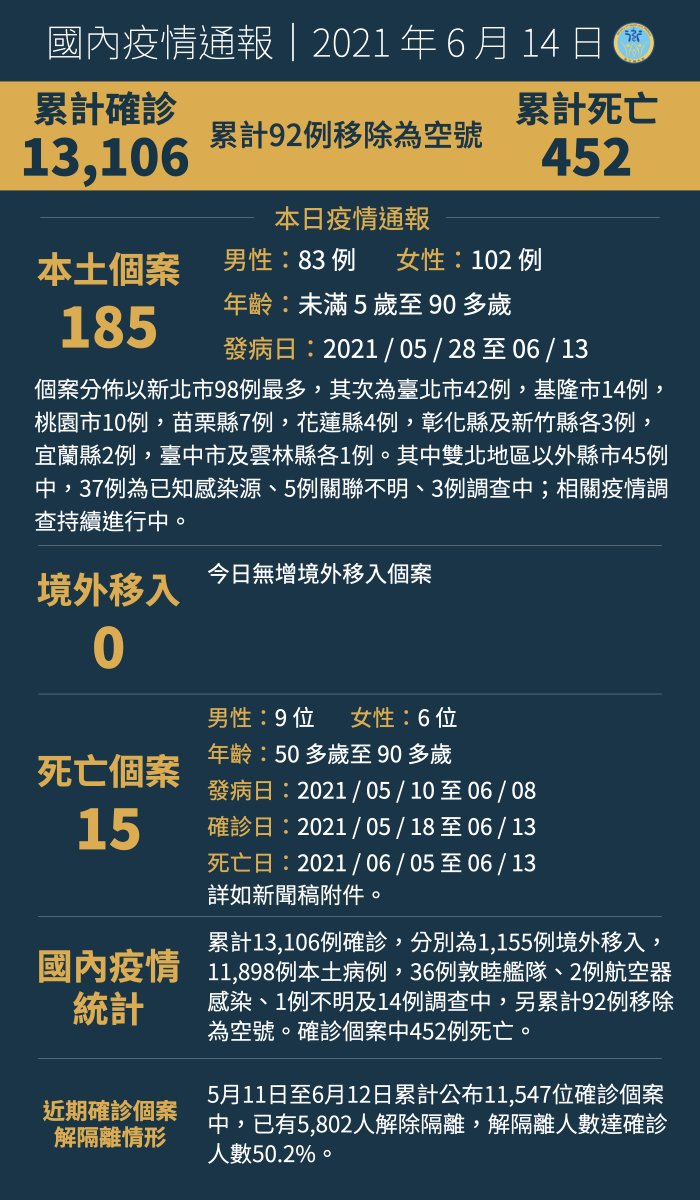 國內疫情通報｜2021 年 6 月 14 日
累計確診
13,106
累計92例移除為空號
累計死亡
452
本日疫情通報
本土個案
185
男性：83 例 女性：102 例
年齡：未滿 5 歲至 90 多歲
發病日：2021 / 05 / 28 至 06 / 13
個案分佈以新北市98例最多，其次為臺北市42例，基隆市14例，
桃園市10例，苗栗縣7例，花蓮縣4例，彰化縣及新竹縣各3例，
宜蘭縣2例，臺中市及雲林縣各1例。其中雙北地區以外縣市45例
中，37例為已知感染源、5例關聯不明、3例調查中；相關疫情調
查持續進行中。
境外移入
0
今日無增境外移入個案
死亡個案
15
男性：9 位 女性：6 位
年齡：50 多歲至 90 多歲
發病日：2021 / 05 / 10 至 06 / 08
確診日：2021 / 05 / 18 至 06 / 13
死亡日：2021 / 06 / 05 至 06 / 13
詳如新聞稿附件。
國內疫情
統計
累計13,106例確診，分別為1,155例境外移入，
11,898例本土病例，36例敦睦艦隊、2例航空器
感染、1例不明及14例調查中，另累計92例移除
為空號。確診個案中452例死亡。
近期確診個案
解隔離情形
5月11日至6月12日累計公布11,547位確診個案
中，已有5,802人解除隔離，解隔離人數達確診
人數50.2%。